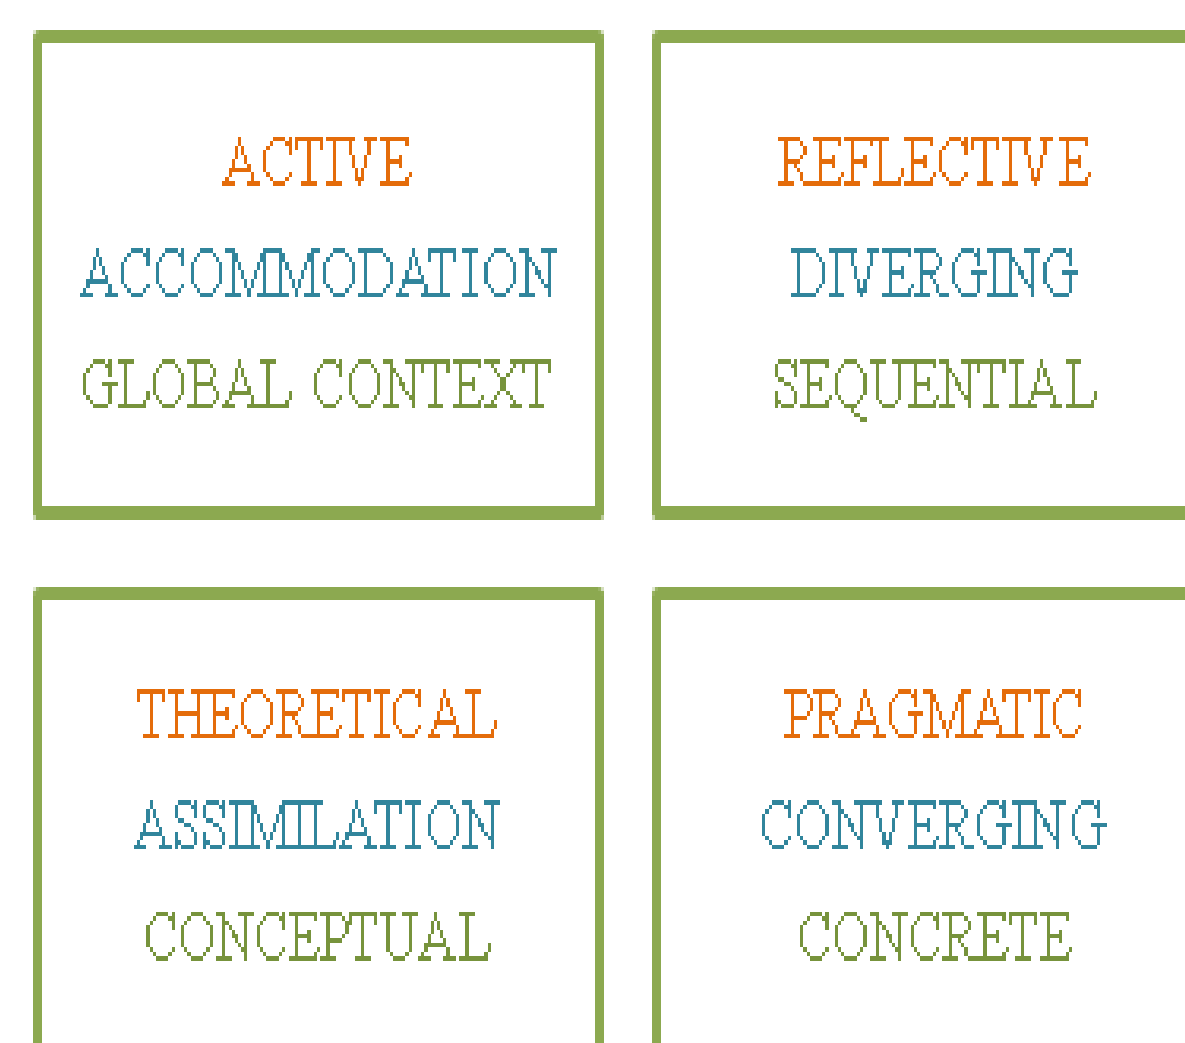 ACTIVE
ACCOMMODATION
GLOBAL CONTEXT
REFLECTIVE
DIVERGING
SEQUENTIAL
THEORETICAL
ASSIMILATION
CONCEPTUAL
PRAGMATIC
CONVERGING
CONCRETE